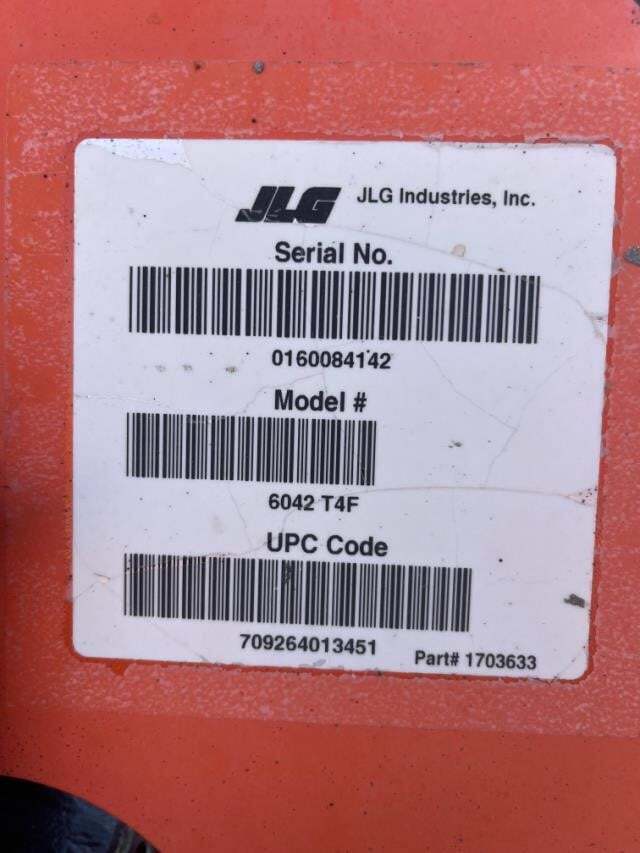 JLG JLG Industries, Inc.
Serial No.
0160084142
Model #
6042 T4F
UPC Code
709264013451
Part# 1703633